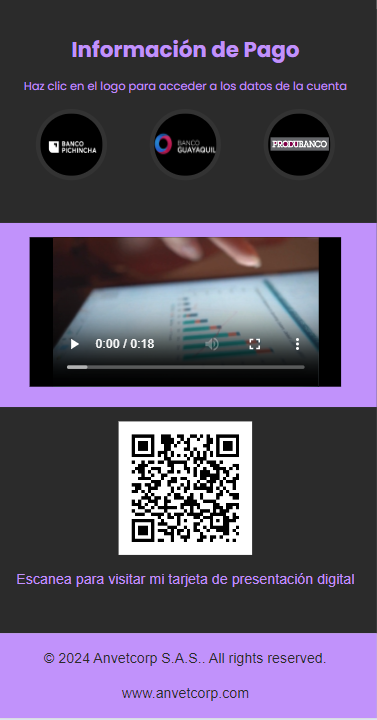 Información de Pago
Haz clic en el logo para acceder a los datos de la cuenta
BANCO
PICHINCHA
BANCO
GUAYAQUIL
PRODUBANCO
0:00 / 0:18
Escanea para visitar mi tarjeta de presentación digital
© 2024 Anvetcorp S.A.S.. All rights reserved.
www.anvetcorp.com